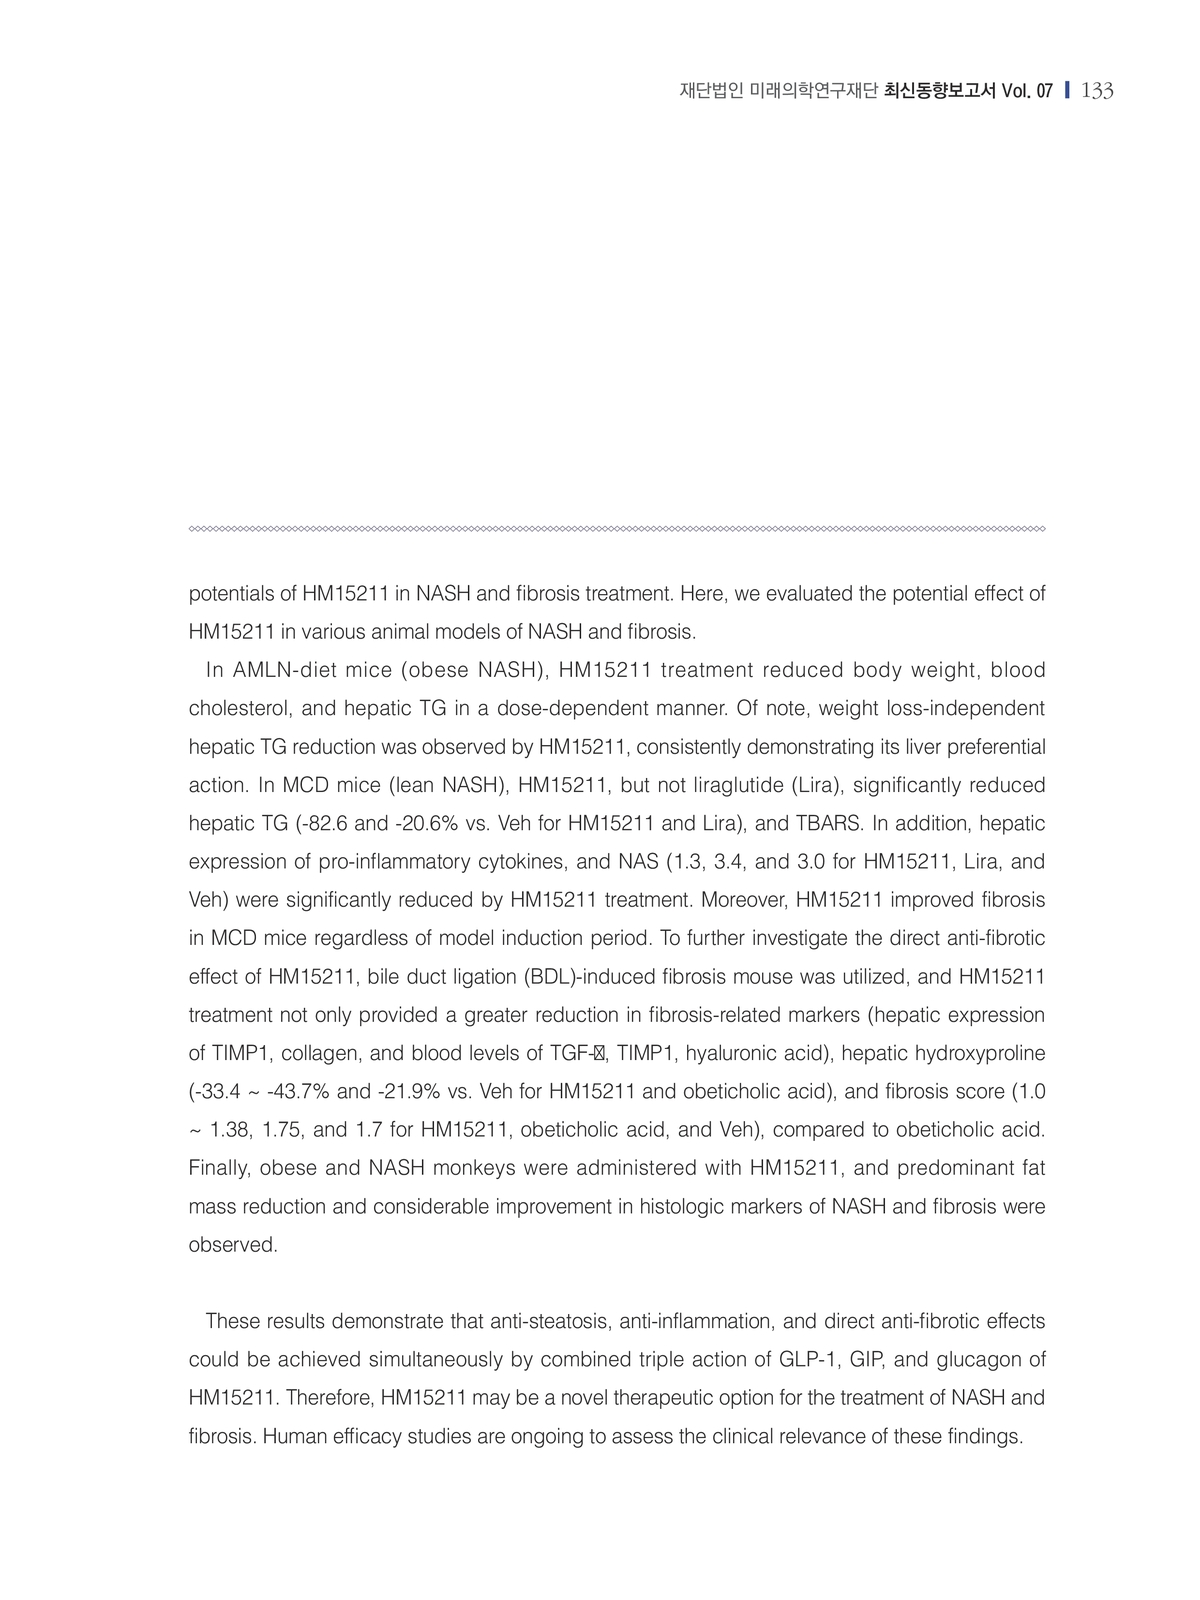 재단법인 미래의학연구재단 최신동향보고서 Vol. 07 133
potentials of HM15211 in NASH and fibrosis treatment. Here, we evaluated the potential effect of
HM15211 in various animal models of NASH and fibrosis.
In AMLN-diet mice (obese NASH), HM15211 treatment reduced body weight, blood
cholesterol, and hepatic TG in a dose-dependent manner. Of note, weight loss-independent
hepatic TG reduction was observed by HM15211, consistently demonstrating its liver preferential
action. In MCD mice (lean NASH), HM15211, but not liraglutide (Lira), significantly reduced
hepatic TG (-82.6 and -20.6% vs. Veh for HM15211 and Lira), and TBARS. In addition, hepatic
expression of pro-inflammatory cytokines, and NAS (1.3, 3.4, and 3.0 for HM15211, Lira, and
Veh) were significantly reduced by HM15211 treatment. Moreover, HM15211 improved fibrosis
in MCD mice regardless of model induction period. To further investigate the direct anti-fibrotic
effect of HM15211, bile duct ligation (BDL)-induced fibrosis mouse was utilized, and HM15211
treatment not only provided a greater reduction in fibrosis-related markers (hepatic expression
of TIMP1, collagen, and blood levels of TGF-, TIMP1, hyaluronic acid), hepatic hydroxyproline
(-33.4 ~ -43.7% and -21.9% vs. Veh for HM15211 and obeticholic acid), and fibrosis score (1.0
~ 1.38, 1.75, and 1.7 for HM15211, obeticholic acid, and Veh), compared to obeticholic acid.
Finally, obese and NASH monkeys were administered with HM15211, and predominant fat
mass reduction and considerable improvement in histologic markers of NASH and fibrosis were
observed.
These results demonstrate that anti-steatosis, anti-inflammation, and direct anti-fibrotic effects
could be achieved simultaneously by combined triple action of GLP-1, GIP, and glucagon of
HM15211. Therefore, HM15211 may be a novel therapeutic option for the treatment of NASH and
fibrosis. Human efficacy studies are ongoing to assess the clinical relevance of these findings.